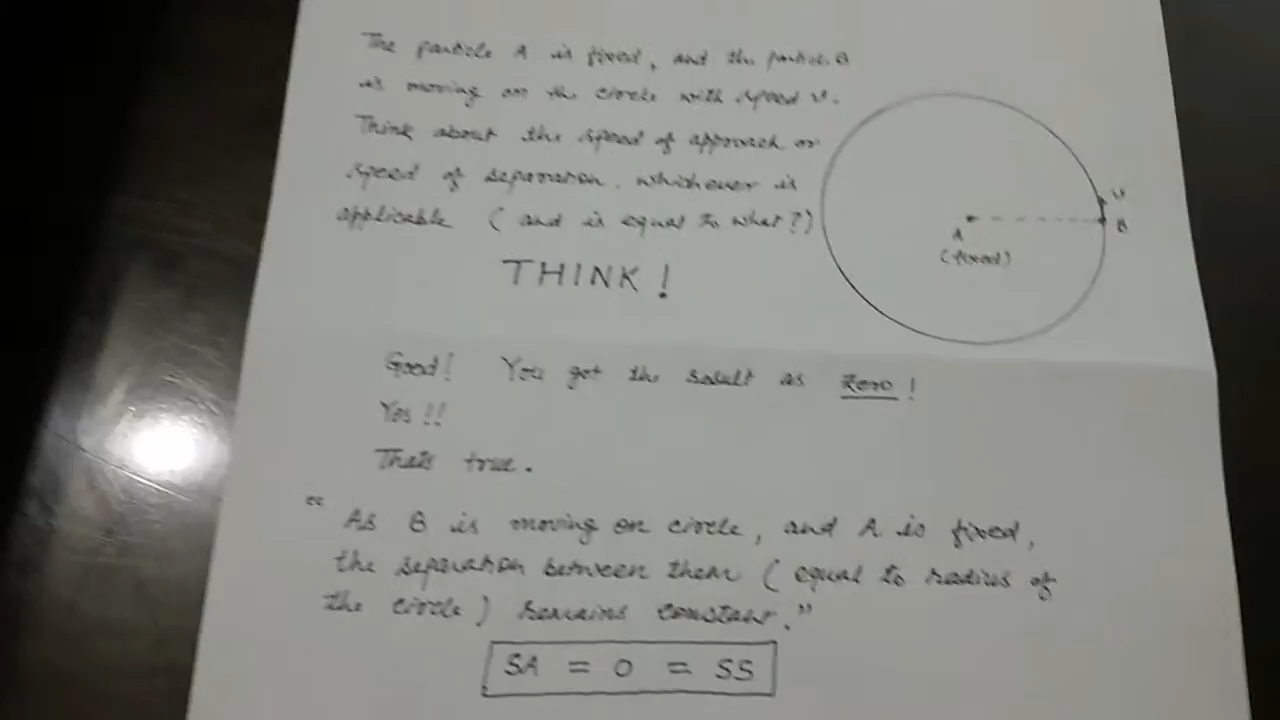 The particle A is fixed, and the particle B
is moving on the circle with speed v.
Think about the speed of approach or
speed of separation, whichever is
applicable ( and is equal to what?)
THINK!
v
B
A
(fixed)
Good! You got the result as Zero!
Yes!!
Thats true.
" As B is moving on circle, and A is fixed,
the separation between them ( equal to radius of
the circle) remains constant."
SA = 0 = SS